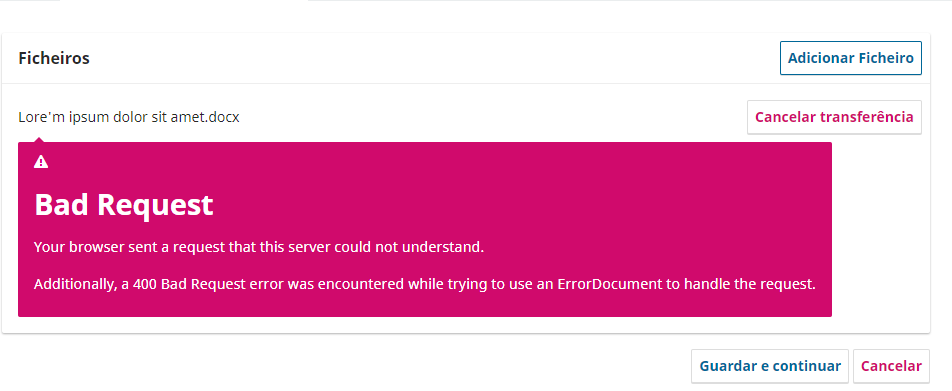 Ficheiros
Adicionar Ficheiro
Lore'm ipsum dolor sit amet.docx
Cancelar transferência
Bad Request
Your browser sent a request that this server could not understand.
Additionally, a 400 Bad Request error was encountered while trying to use an ErrorDocument to handle the request.
Guardar e continuar
Cancelar